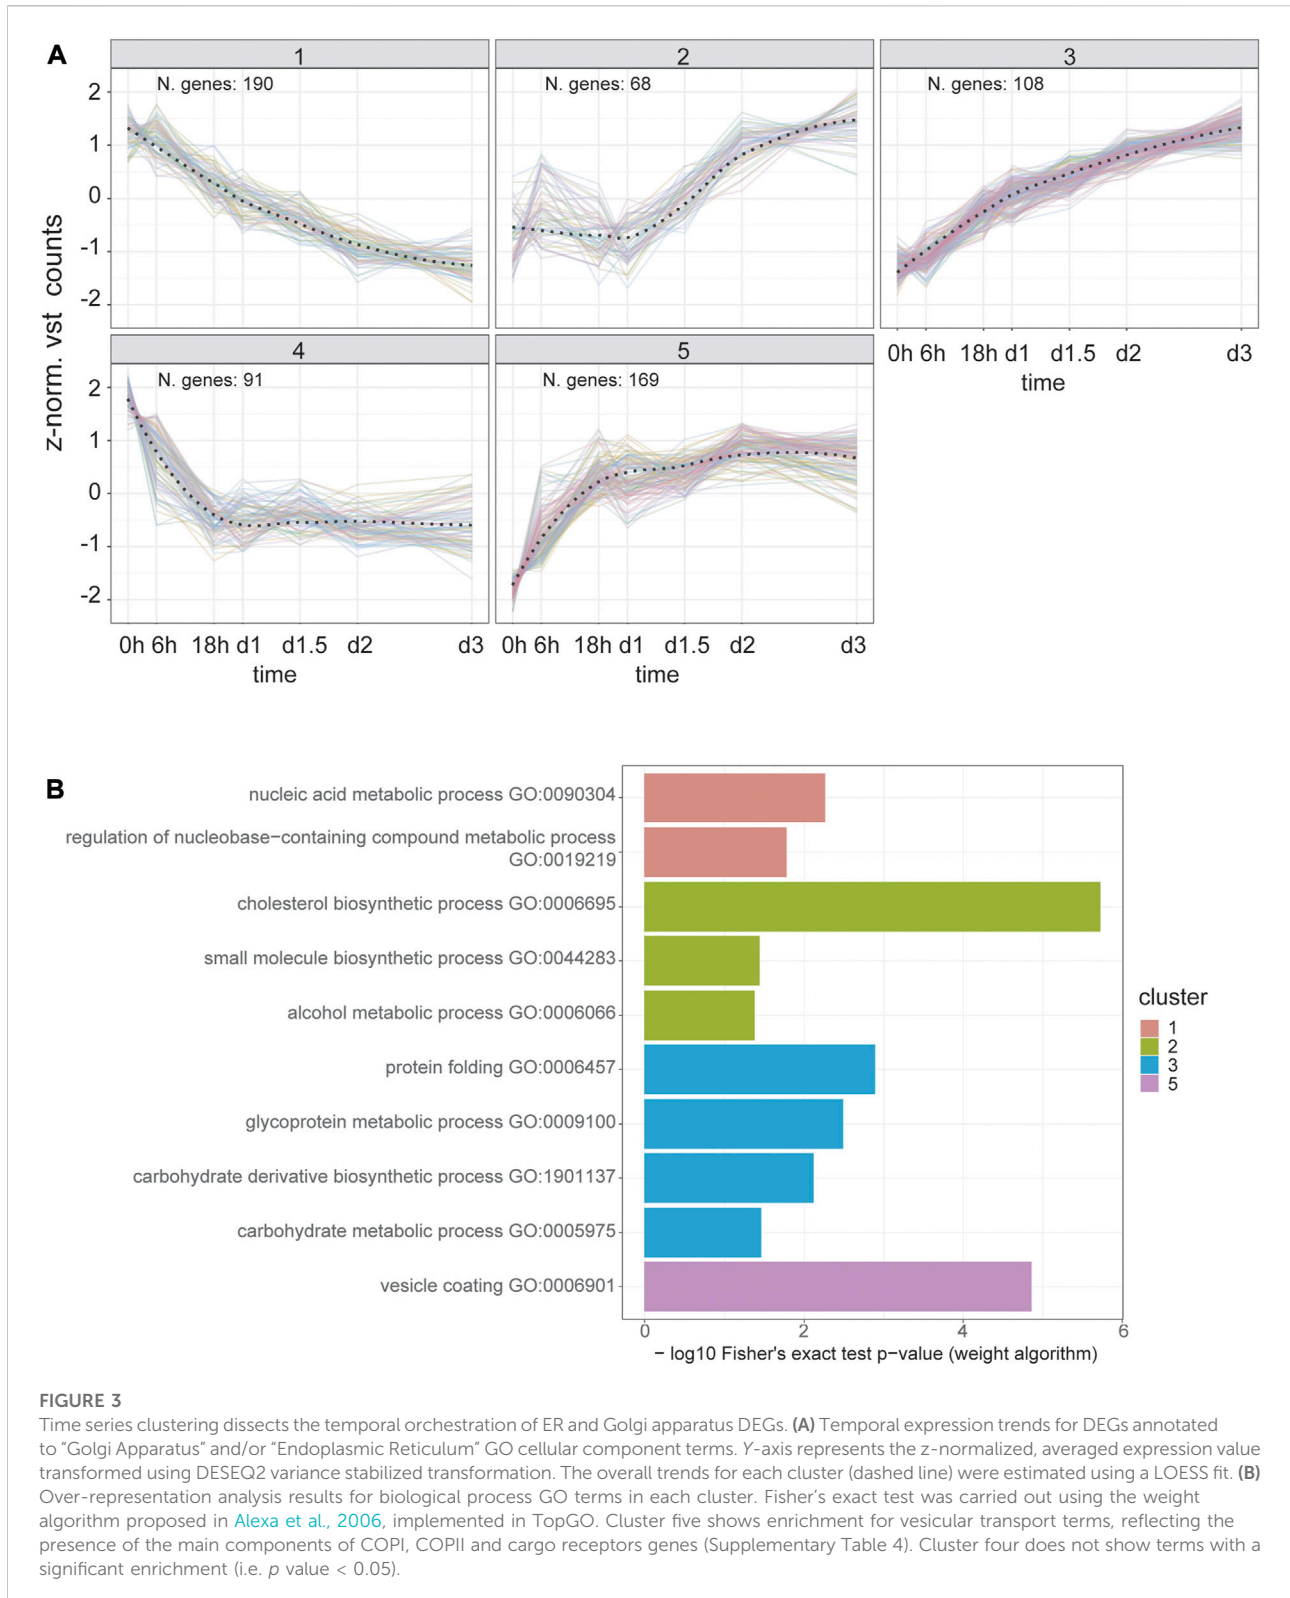 A
1
2
3
N. genes: 190
N. genes: 68
N. genes: 108
2
1
0
-1
-2
z-norm. vst counts
4
5
N. genes: 91
N. genes: 169
2
1
0
-1
-2
0h 6h 18h d1 d1.5 d2 d3
time
0h 6h 18h d1 d1.5 d2 d3
time
0h 6h 18h d1 d1.5 d2 d3
time
B
nucleic acid metabolic process GO:0090304
regulation of nucleobase−containing compound metabolic process
GO:0019219
cholesterol biosynthetic process GO:0006695
small molecule biosynthetic process GO:0044283
alcohol metabolic process GO:0006066
protein folding GO:0006457
glycoprotein metabolic process GO:0009100
carbohydrate derivative biosynthetic process GO:1901137
carbohydrate metabolic process GO:0005975
vesicle coating GO:0006901
0 2 4 6
− log10 Fisher's exact test p−value (weight algorithm)
cluster
1
2
3
5
FIGURE 3
Time series clustering dissects the temporal orchestration of ER and Golgi apparatus DEGs. (A) Temporal expression trends for DEGs annotated
to “Golgi Apparatus” and/or “Endoplasmic Reticulum” GO cellular component terms. Y-axis represents the z-normalized, averaged expression value
transformed using DESEQ2 variance stabilized transformation. The overall trends for each cluster (dashed line) were estimated using a LOESS fit. (B)
Over-representation analysis results for biological process GO terms in each cluster. Fisher’s exact test was carried out using the weight
algorithm proposed in Alexa et al., 2006, implemented in TopGO. Cluster five shows enrichment for vesicular transport terms, reflecting the
presence of the main components of COPI, COPII and cargo receptors genes (Supplementary Table 4). Cluster four does not show terms with a
significant enrichment (i.e. p value < 0.05).